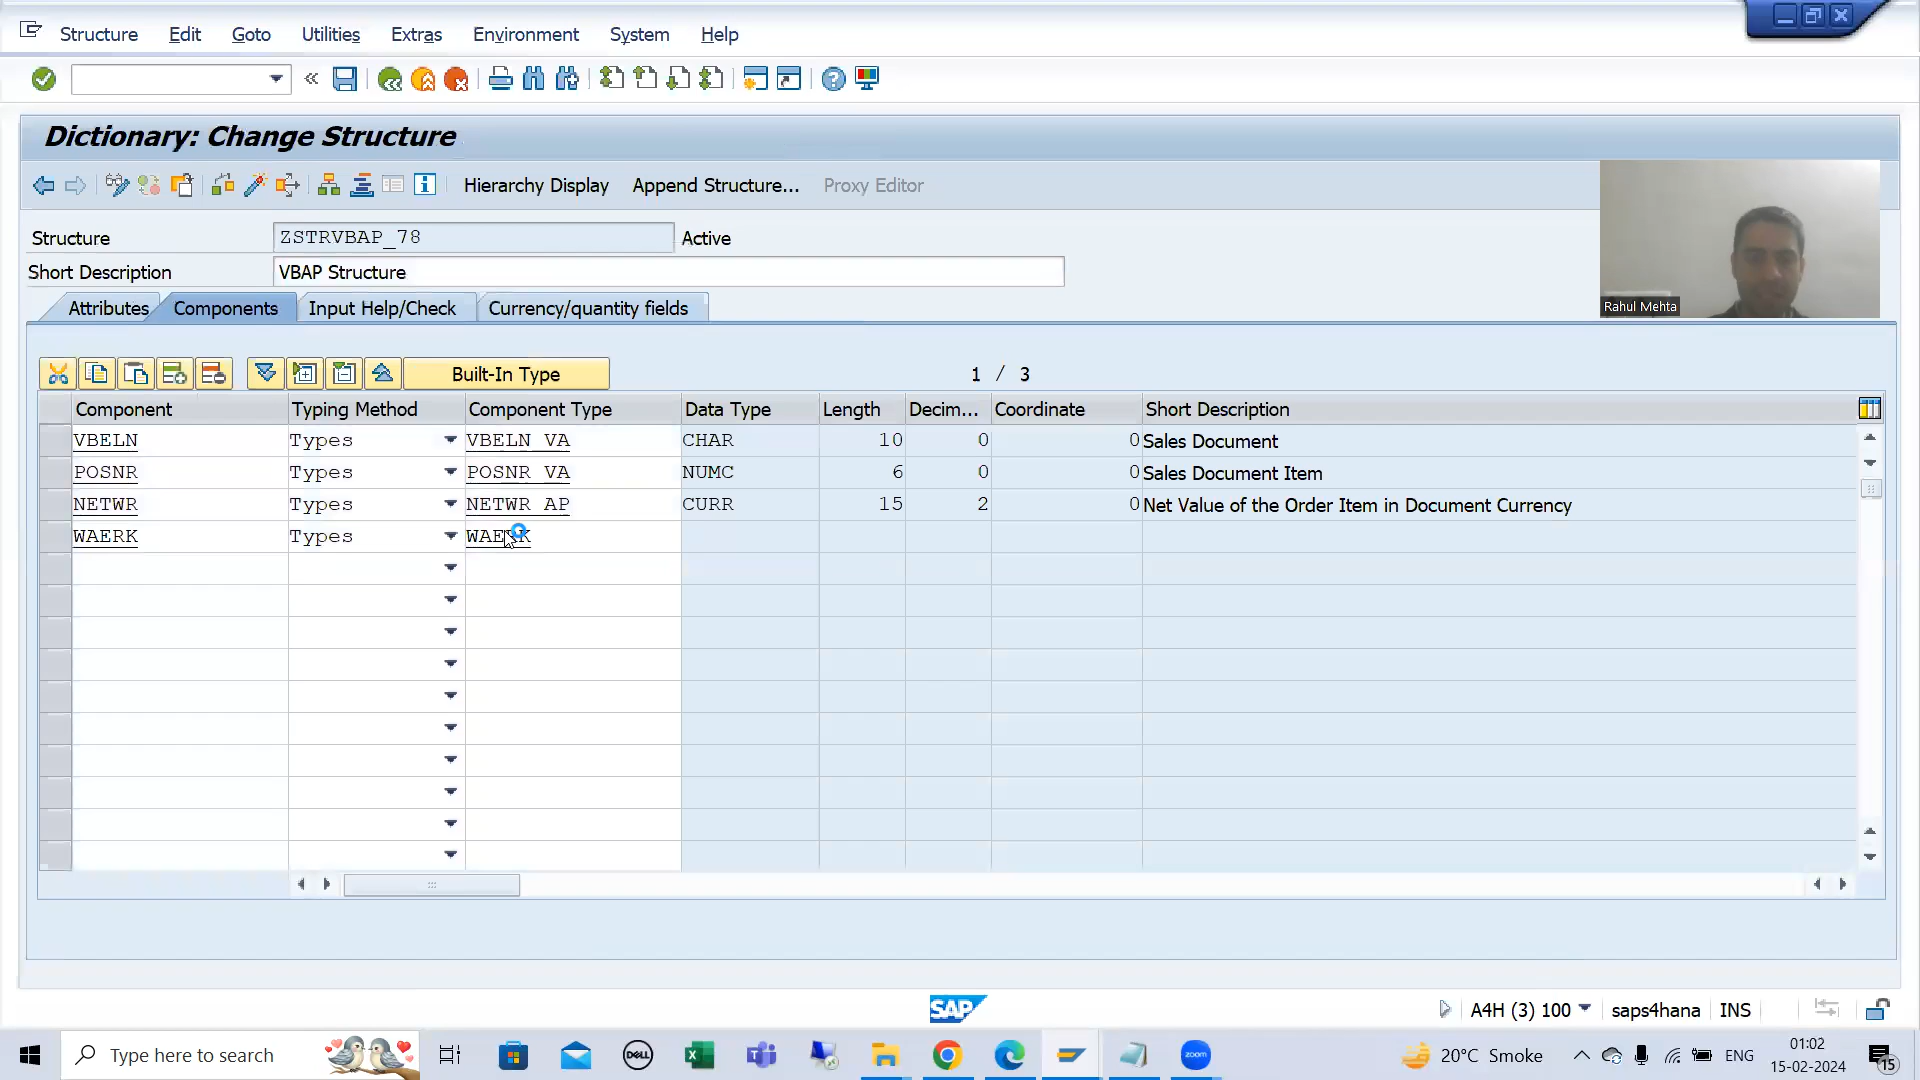 Structure Edit Goto Utilities Extras Environment System Help
Dictionary: Change Structure
Hierarchy Display Append Structure... Proxy Editor
Structure ZSTRVBAP_78 Active
Short Description VBAP Structure
Rahul Mehta
Attributes Components Input Help/Check Currency/quantity fields
Built-In Type 1 / 3
Component Typing Method Component Type Data Type Length Decim... Coordinate Short Description
VBELN Types VBELN_VA CHAR 10 0 0 Sales Document
POSNR Types POSNR_VA NUMC 6 0 0 Sales Document Item
NETWR Types NETWR_AP CURR 15 2 0 Net Value of the Order Item in Document Currency
WAERK Types WAERK
SAP A4H (3) 100 saps4hana INS
Type here to search DELL zoom 20°C Smoke ENG 01:02
15-02-2024 15